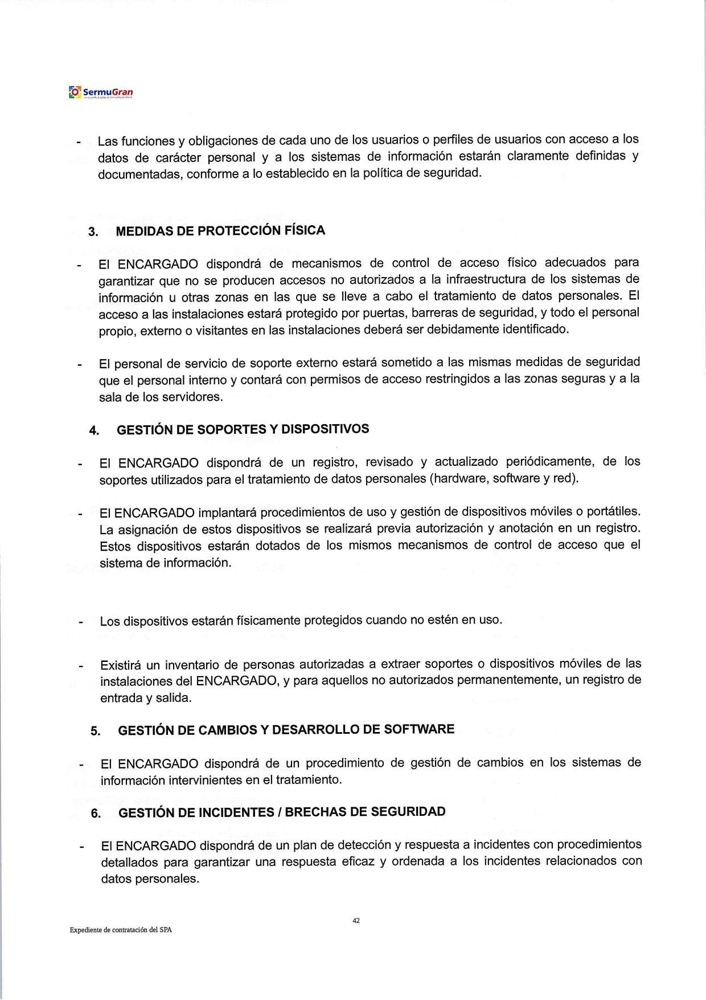 SermuGran
- Las funciones y obligaciones de cada uno de los usuarios o perfiles de usuarios con acceso a los
datos de carácter personal y a los sistemas de información estarán claramente definidas y
documentadas, conforme a lo establecido en la política de seguridad.
3. MEDIDAS DE PROTECCIÓN FÍSICA
- El ENCARGADO dispondrá de mecanismos de control de acceso físico adecuados para
garantizar que no se producen accesos no autorizados a la infraestructura de los sistemas de
información u otras zonas en las que se lleve a cabo el tratamiento de datos personales. El
acceso a las instalaciones estará protegido por puertas, barreras de seguridad, y todo el personal
propio, externo o visitantes en las instalaciones deberá ser debidamente identificado.
- El personal de servicio de soporte externo estará sometido a las mismas medidas de seguridad
que el personal interno y contará con permisos de acceso restringidos a las zonas seguras y a la
sala de los servidores.
4. GESTIÓN DE SOPORTES Y DISPOSITIVOS
- El ENCARGADO dispondrá de un registro, revisado y actualizado periódicamente, de los
soportes utilizados para el tratamiento de datos personales (hardware, software y red).
- El ENCARGADO implantará procedimientos de uso y gestión de dispositivos móviles o portátiles.
La asignación de estos dispositivos se realizará previa autorización y anotación en un registro.
Estos dispositivos estarán dotados de los mismos mecanismos de control de acceso que el
sistema de información.
- Los dispositivos estarán físicamente protegidos cuando no estén en uso.
- Existirá un inventario de personas autorizadas a extraer soportes o dispositivos móviles de las
instalaciones del ENCARGADO, y para aquellos no autorizados permanentemente, un registro de
entrada y salida.
5. GESTIÓN DE CAMBIOS Y DESARROLLO DE SOFTWARE
- El ENCARGADO dispondrá de un procedimiento de gestión de cambios en los sistemas de
información intervinientes en el tratamiento.
6. GESTIÓN DE INCIDENTES / BRECHAS DE SEGURIDAD
- El ENCARGADO dispondrá de un plan de detección y respuesta a incidentes con procedimientos
detallados para garantizar una respuesta eficaz y ordenada a los incidentes relacionados con
datos personales.
42
Expediente de contratación del SPA